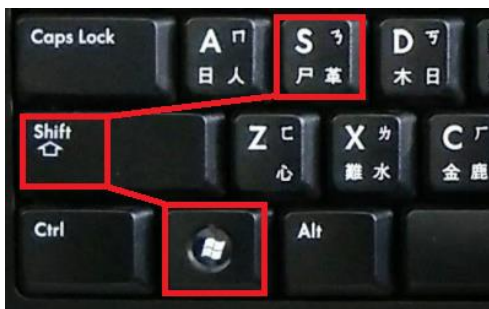 Caps Lock A ㄇ S ㄋ D ㄎ
日 人 尸 革 木 日
Shift Z ㄈ X ㄌ C ㄏ
心 難 水 金 鹿
Ctrl Alt